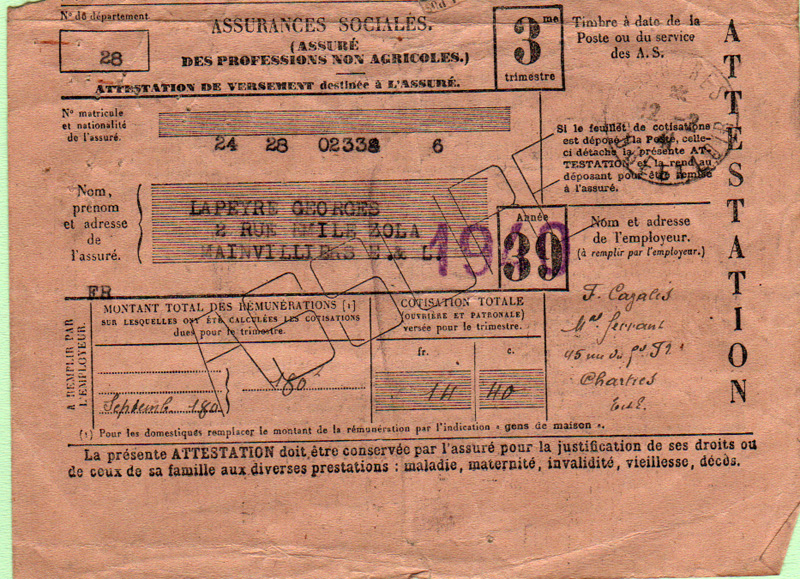 N° de département
28
ASSURANCES SOCIALES.
(ASSURÉ
DES PROFESSIONS NON AGRICOLES.)
ATTESTATION DE VERSEMENT destinée à L'ASSURÉ.
3me
trimestre
Timbre à date de la
Poste ou du service
des A. S.
ATTESTATION
N° matricule
et nationalité
de l'assuré.
24 28 02338 6
Si le feuillet de cotisations
est déposé à la Poste, celle-
ci détache la présente AT-
TESTATION et la rend au
déposant pour être remise
à l'assuré.
Nom,
prénom
et adresse
de
l'assuré.
LAPEYRE GEORGES
2 RUE EMILE ZOLA
MAINVILLIERS E.& L.
FR
1940
Année
39
Nom et adresse
de l'employeur.
(à remplir par l'employeur.)
F. Cazalis
45 rue du
Chartres
E&L.
A REMPLIR PAR
L'EMPLOYEUR.
MONTANT TOTAL DES RÉMUNÉRATIONS (1)
SUR LESQUELLES ONT ÉTÉ CALCULÉES LES COTISATIONS
dues pour le trimestre.
Septemb 180
180
COTISATION TOTALE
(OUVRIÈRE ET PATRONALE)
versée pour le trimestre.
fr. c.
14 40
(1) Pour les domestiques remplacer le montant de la rémunération par l'indication « gens de maison ».
La présente ATTESTATION doit être conservée par l'assuré pour la justification de ses droits ou
de ceux de sa famille aux diverses prestations : maladie, maternité, invalidité, vieillesse, décès.